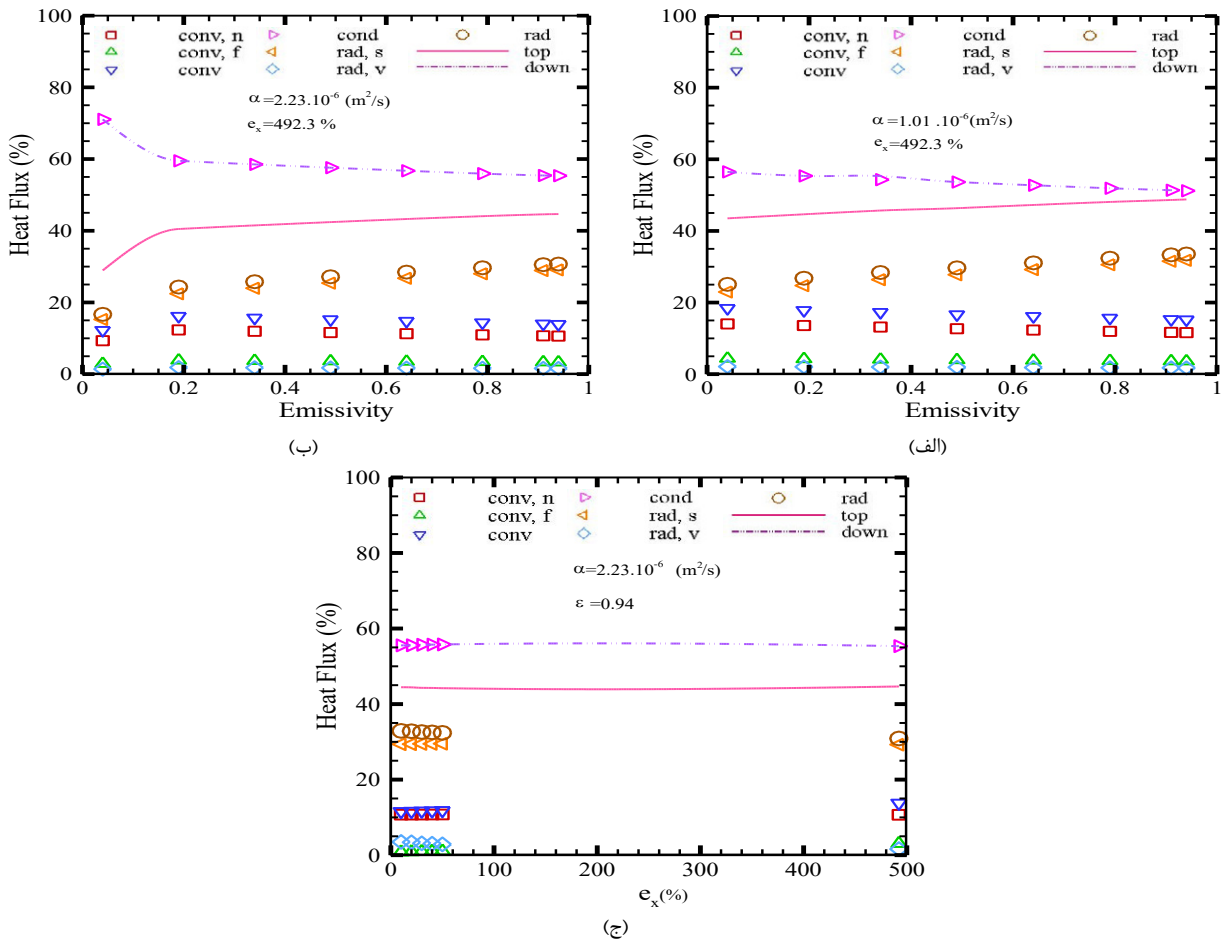 100
80
60
40
20
0
Heat Flux (%)
conv, n
cond
rad
conv, f
rad, s
top
conv
rad, v
down
α=2.23.10⁻⁶ (m²/s)
eₓ=492.3 %
0
0.2
0.4
0.6
0.8
1
Emissivity
(ب)
100
80
60
40
20
0
Heat Flux (%)
conv, n
cond
rad
conv, f
rad, s
top
conv
rad, v
down
α=1.01 .10⁻⁶(m²/s)
eₓ=492.3 %
0
0.2
0.4
0.6
0.8
1
Emissivity
(الف)
100
80
60
40
20
0
Heat Flux (%)
conv, n
cond
rad
conv, f
rad, s
top
conv
rad, v
down
α=2.23.10⁻⁶ (m²/s)
ε =0.94
0
100
200
300
400
500
eₓ(%)
(ج)